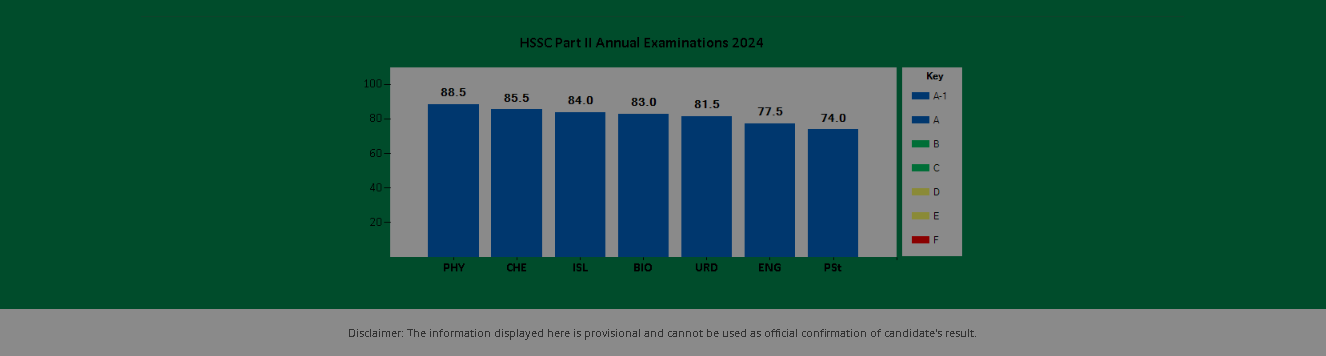 HSSC Part II Annual Examinations 2024
Key
100
80
60
40
20
88.5
85.5
84.0
83.0
81.5
77.5
74.0
PHY
CHE
ISL
BIO
URD
ENG
PSt
A-1
A
B
C
D
E
F
Disclaimer: The information displayed here is provisional and cannot be used as official confirmation of candidate's result.